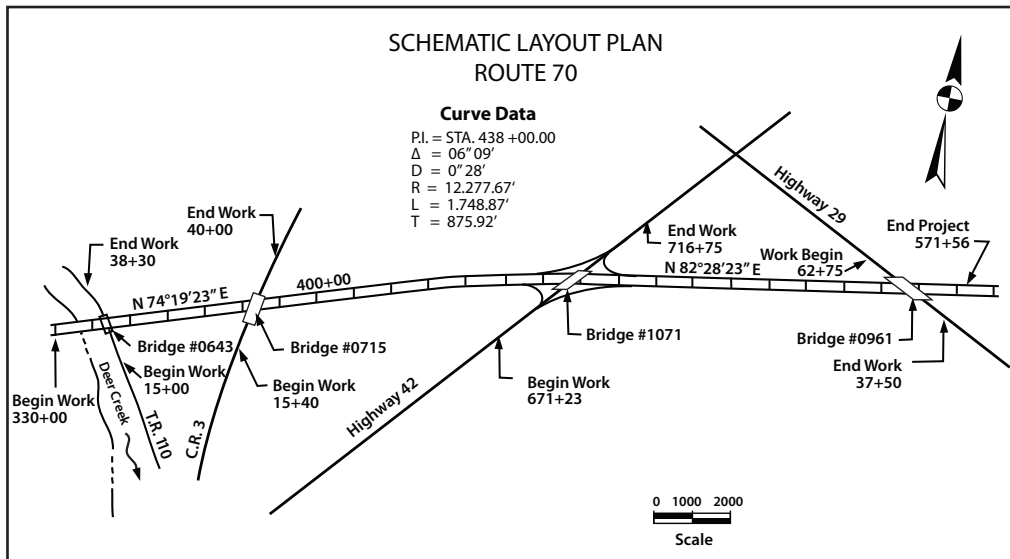 SCHEMATIC LAYOUT PLAN
ROUTE 70
Curve Data
P.I. = STA. 438 +00.00
Δ = 06" 09'
D = 0" 28'
R = 12.277.67'
L = 1.748.87'
T = 875.92'
End Work
40+00
End Work
38+30
N 74°19'23" E
400+00
Bridge #0643
Bridge #0715
Begin Work
15+00
Begin Work
15+40
Begin Work
330+00
Deer Creek
T.R. 110
C.R. 3
Highway 42
Begin Work
671+23
Bridge #1071
End Work
716+75
N 82°28'23" E
Highway 29
Work Begin
62+75
End Project
571+56
Bridge #0961
End Work
37+50
0 1000 2000
Scale